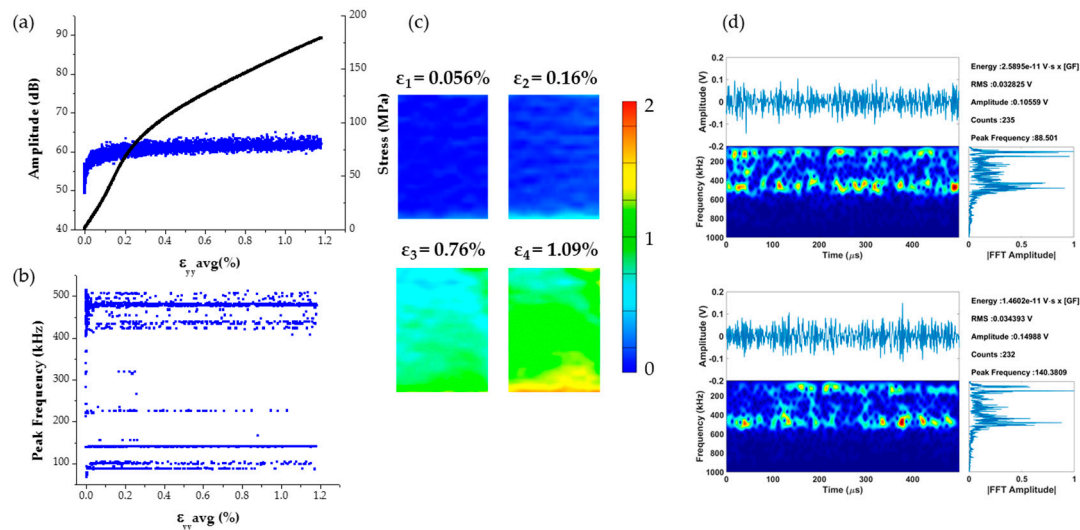 (a)
Amplitude (dB)
90
80
70
60
50
40
0.0 0.2 0.4 0.6 0.8 1.0 1.2
200
150
100
50
0
Stress (MPa)
ε_yy avg(%)
(b)
Peak Frequency (kHz)
500
400
300
200
100
0.0 0.2 0.4 0.6 0.8 1.0 1.2
ε_yy avg (%)
(c)
ε₁ = 0.056%
ε₂ = 0.16%
ε₃ = 0.76%
ε₄ = 1.09%
2
1
0
(d)
Amplitude (V)
0.2
0.1
0
-0.1
-0.2
Frequency (kHz)
200
400
600
800
1000
0 100 200 300 400
Time (μs)
Energy :2.5895e-11 V·s x [GF]
RMS :0.032825 V
Amplitude :0.10559 V
Counts :235
Peak Frequency :88.501
0 0.5 1
|FFT Amplitude|
Amplitude (V)
0.2
0.1
0
-0.1
-0.2
Frequency (kHz)
200
400
600
800
1000
0 100 200 300 400
Time (μs)
Energy :1.4602e-11 V·s x [GF]
RMS :0.034393 V
Amplitude :0.14988 V
Counts :232
Peak Frequency :140.3809
0 0.5 1
|FFT Amplitude|